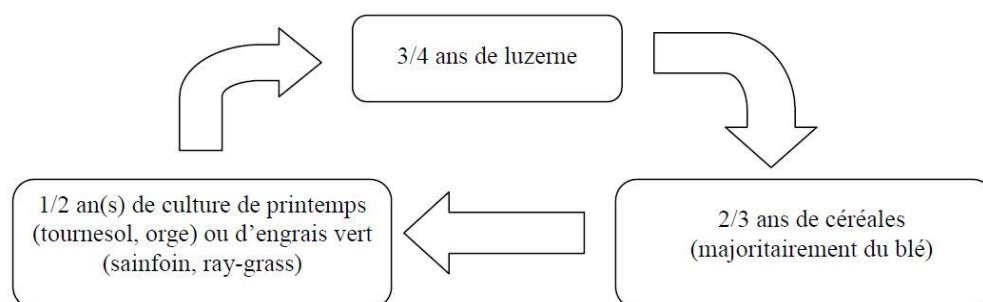 3/4 ans de luzerne
1/2 an(s) de culture de printemps
(tournesol, orge) ou d'engrais vert
(sainfoin, ray-grass)
2/3 ans de céréales
(majoritairement du blé)